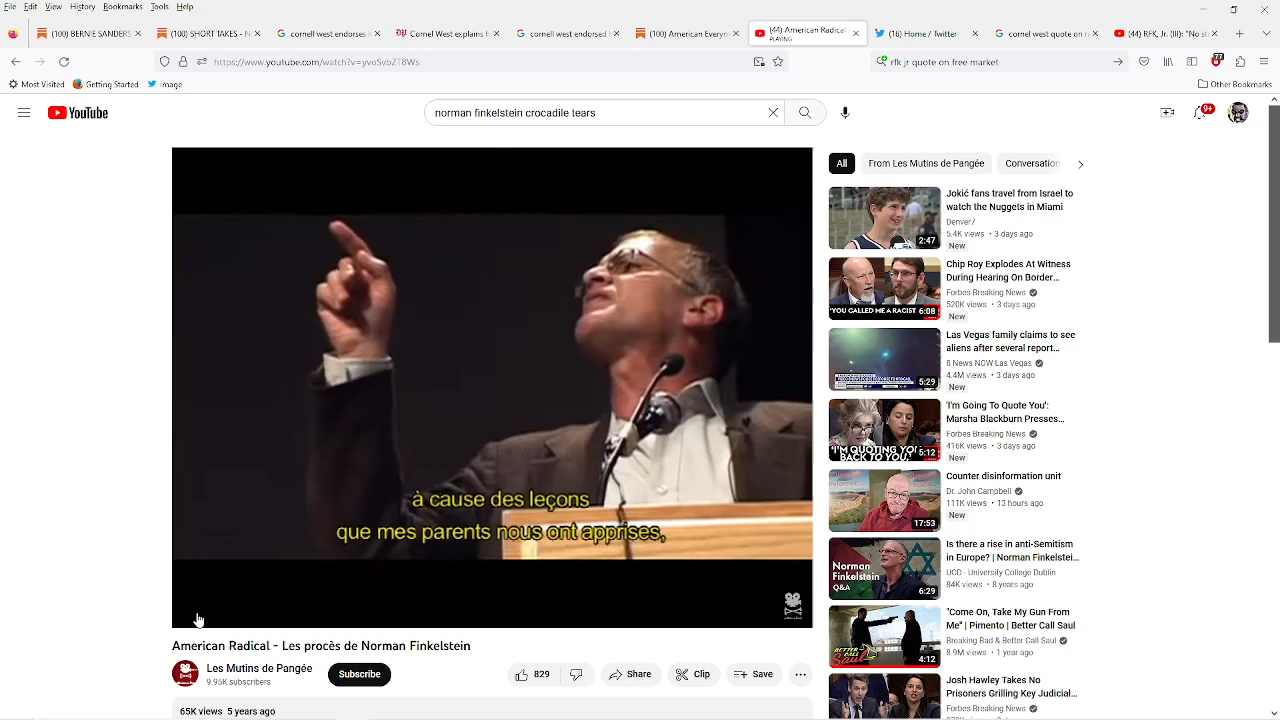 File Edit View History Bookmarks Tools Help
(100) BERNIE SANDERS
(100) SHORT TAKES - N
cornel west endorses b
Cornel West explains h
cornell west endorsed b
(100) American Everym
(44) American Radical
PLAYING
(16) Home / Twitter
cornel west quote on r
(44) RFK, Jr. (II): "No sl
https://www.youtube.com/watch?v=yvoSvbZT8Ws
rfk jr quote on free market
Most Visited Getting Started image
Other Bookmarks
YouTube
norman finkelstein crocadile tears
9+
All From Les Mutins de Pangée Conversation
à cause des leçons
que mes parents nous ont apprises,
American Radical - Les procès de Norman Finkelstein
Mutins de Pangée
9.95K subscribers
Subscribe
829
Share
Clip
Save
65K
years ago
Jokić fans travel from Israel to
watch the Nuggets in Miami
Denver7
5.4K views • 3 days ago
New
2:47
Chip Roy Explodes At Witness
During Hearing On Border...
Forbes Breaking News
520K views • 3 days ago
New
'YOU CALLED ME A RACIST
6:08
Las Vegas family claims to see
aliens after several report...
8 News NOW Las Vegas
4.4M views • 3 days ago
New
5:29
'I'm Going To Quote You':
Marsha Blackburn Presses...
Forbes Breaking News
416K views • 3 days ago
New
'I'M QUOTING YOU
BACK TO YOU.'
5:12
Counter disinformation unit
Dr. John Campbell
111K views • 13 hours ago
New
17:53
Is there a rise in anti-Semitism
in Europe? | Norman Finkelstei...
UCD - University College Dublin
84K views • 8 years ago
Norman
Finkelstein
Q&A
6:29
"Come On, Take My Gun From
Me" | Pimento | Better Call Saul
Breaking Bad & Better Call Saul
8.9M views • 1 year ago
BETTER
CALL
Saul
4:12
Josh Hawley Takes No
Prisoners Grilling Key Judicial...
Forbes Breaking News